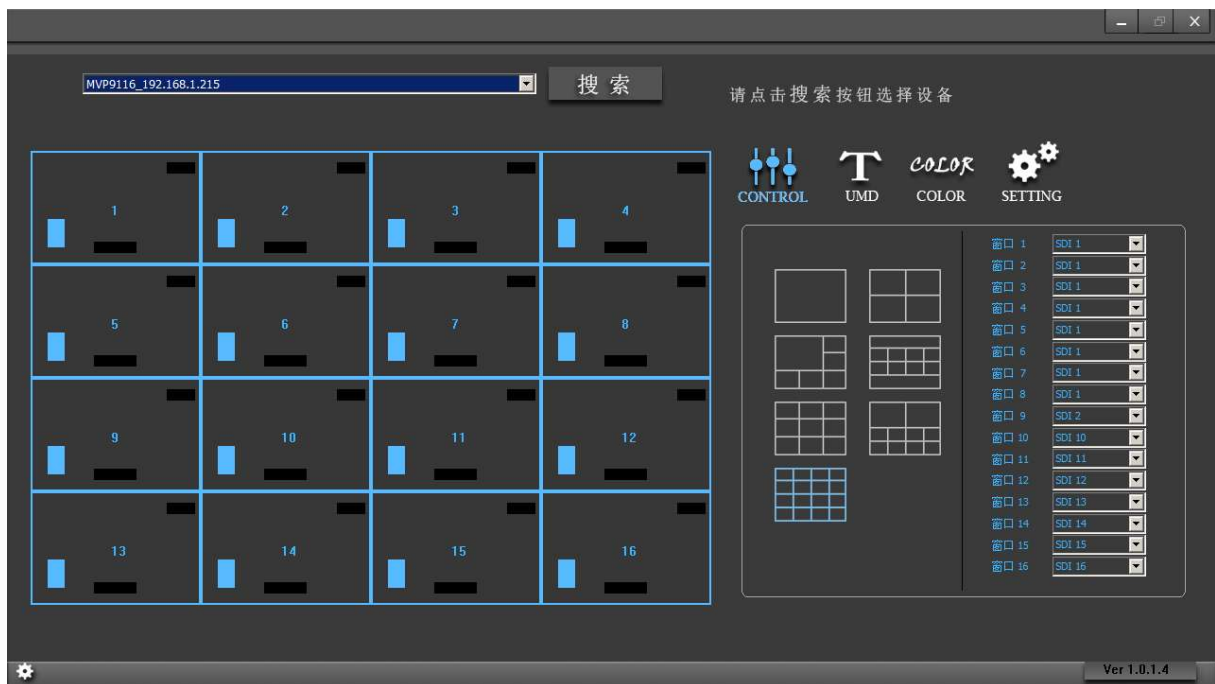 MVP9116_192.168.1.215
搜索
请点击搜索按钮选择设备
COLOR
CONTROL UMD COLOR SETTING
1 2 3 4
5 6 7 8
9 10 11 12
13 14 15 16
窗口 1 SDI 1
窗口 2 SDI 1
窗口 3 SDI 1
窗口 4 SDI 1
窗口 5 SDI 1
窗口 6 SDI 1
窗口 7 SDI 1
窗口 8 SDI 1
窗口 9 SDI 2
窗口 10 SDI 10
窗口 11 SDI 11
窗口 12 SDI 12
窗口 13 SDI 13
窗口 14 SDI 14
窗口 15 SDI 15
窗口 16 SDI 16
Ver 1.0.1.4